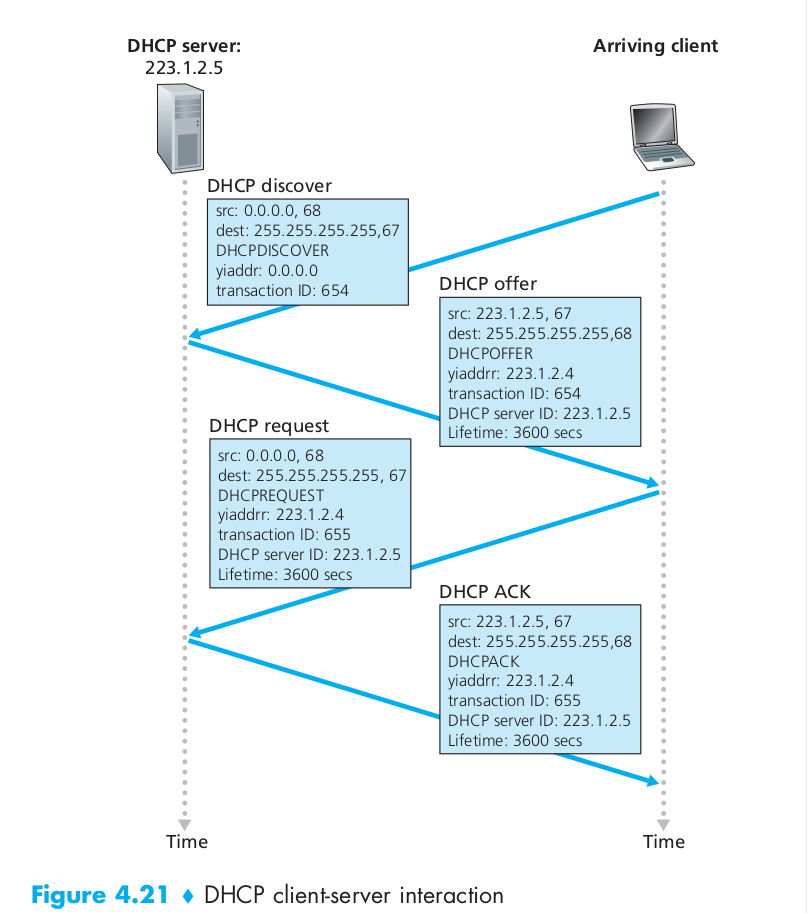 DHCP server:
223.1.2.5
Arriving client
DHCP discover
src: 0.0.0.0, 68
dest: 255.255.255.255,67
DHCPDISCOVER
yiaddr: 0.0.0.0
transaction ID: 654
DHCP offer
src: 223.1.2.5, 67
dest: 255.255.255.255,68
DHCPOFFER
yiaddrr: 223.1.2.4
transaction ID: 654
DHCP server ID: 223.1.2.5
Lifetime: 3600 secs
DHCP request
src: 0.0.0.0, 68
dest: 255.255.255.255, 67
DHCPREQUEST
yiaddrr: 223.1.2.4
transaction ID: 655
DHCP server ID: 223.1.2.5
Lifetime: 3600 secs
DHCP ACK
src: 223.1.2.5, 67
dest: 255.255.255.255,68
DHCPACK
yiaddrr: 223.1.2.4
transaction ID: 655
DHCP server ID: 223.1.2.5
Lifetime: 3600 secs
Time
Time
Figure 4.21 ♦ DHCP client-server interaction